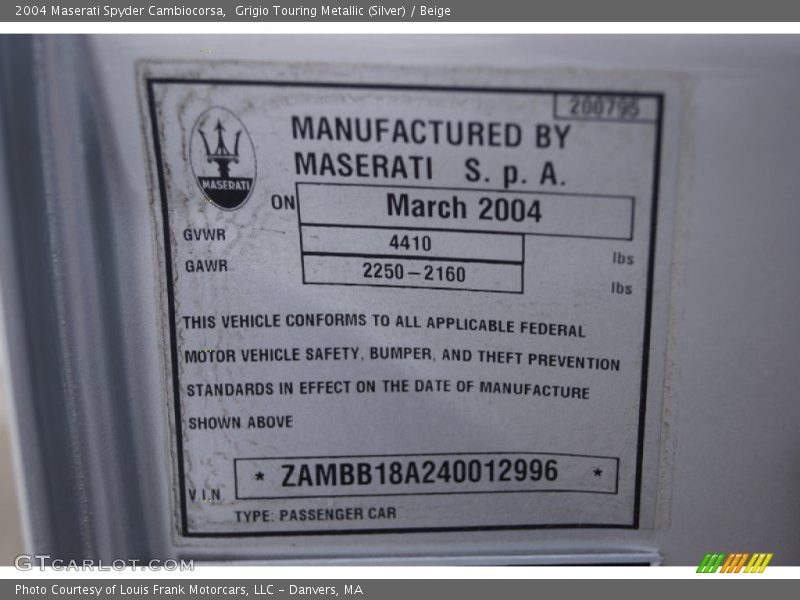 2004 Maserati Spyder Cambiocorsa,  Grigio Touring Metallic (Silver) / Beige
200795
MASERATI
MANUFACTURED BY
MASERATI S. p. A.
ON March 2004
GVWR 4410 lbs
GAWR 2250-2160 lbs
THIS VEHICLE CONFORMS TO ALL APPLICABLE FEDERAL
MOTOR VEHICLE SAFETY, BUMPER, AND THEFT PREVENTION
STANDARDS IN EFFECT ON THE DATE OF MANUFACTURE
SHOWN ABOVE
V.I.N * ZAMBB18A240012996 *
TYPE: PASSENGER CAR
GTCARLOT.COM
Photo Courtesy of Louis Frank Motorcars, LLC - Danvers, MA